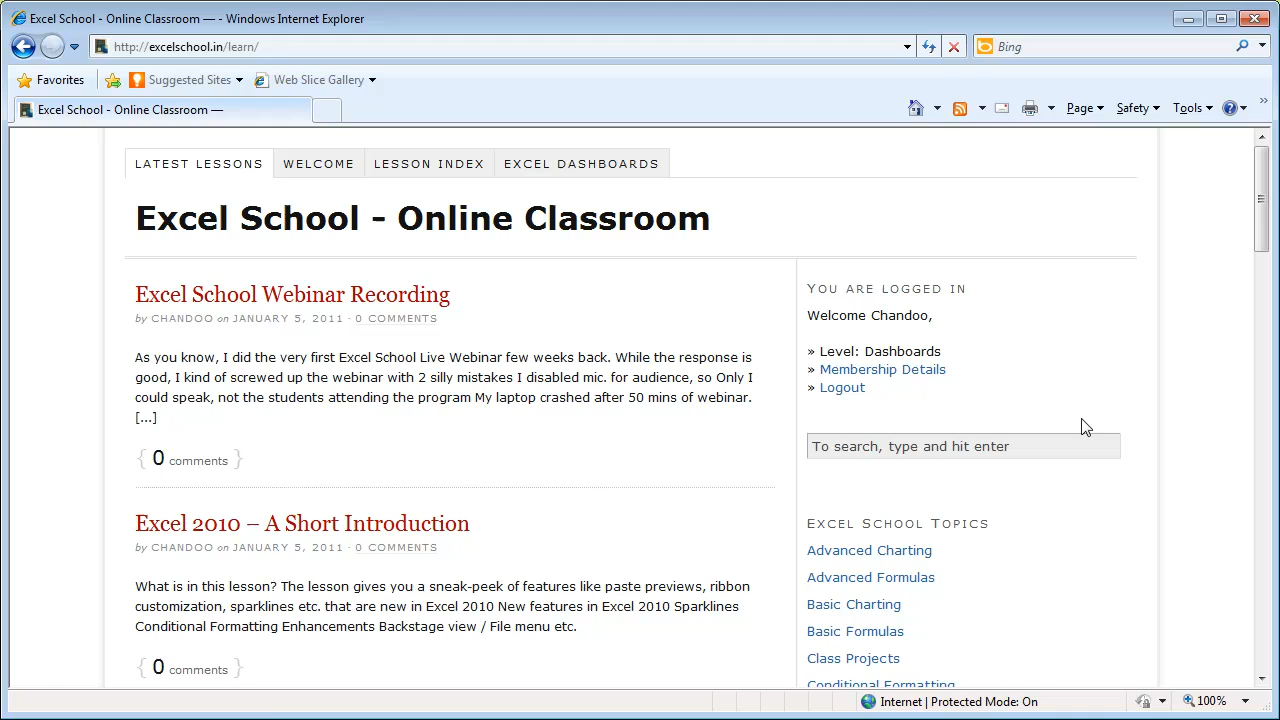 Excel School - Online Classroom — - Windows Internet Explorer
http://excelschool.in/learn/
Bing
Favorites
Suggested Sites
Web Slice Gallery
Excel School - Online Classroom —
Page
Safety
Tools
LATEST LESSONS
WELCOME
LESSON INDEX
EXCEL DASHBOARDS
Excel School - Online Classroom
Excel School Webinar Recording
by CHANDOO on JANUARY 5, 2011 · 0 COMMENTS
As you know, I did the very first Excel School Live Webinar few weeks back. While the response is
good, I kind of screwed up the webinar with 2 silly mistakes I disabled mic. for audience, so Only I
could speak, not the students attending the program My laptop crashed after 50 mins of webinar.
[...]
{ 0 comments }
Excel 2010 – A Short Introduction
by CHANDOO on JANUARY 5, 2011 · 0 COMMENTS
What is in this lesson? The lesson gives you a sneak-peek of features like paste previews, ribbon
customization, sparklines etc. that are new in Excel 2010 New features in Excel 2010 Sparklines
Conditional Formatting Enhancements Backstage view / File menu etc.
{ 0 comments }
YOU ARE LOGGED IN
Welcome Chandoo,
» Level: Dashboards
» Membership Details
» Logout
To search, type and hit enter
EXCEL SCHOOL TOPICS
Advanced Charting
Advanced Formulas
Basic Charting
Basic Formulas
Class Projects
Conditional Formatting
Internet | Protected Mode: On
100%